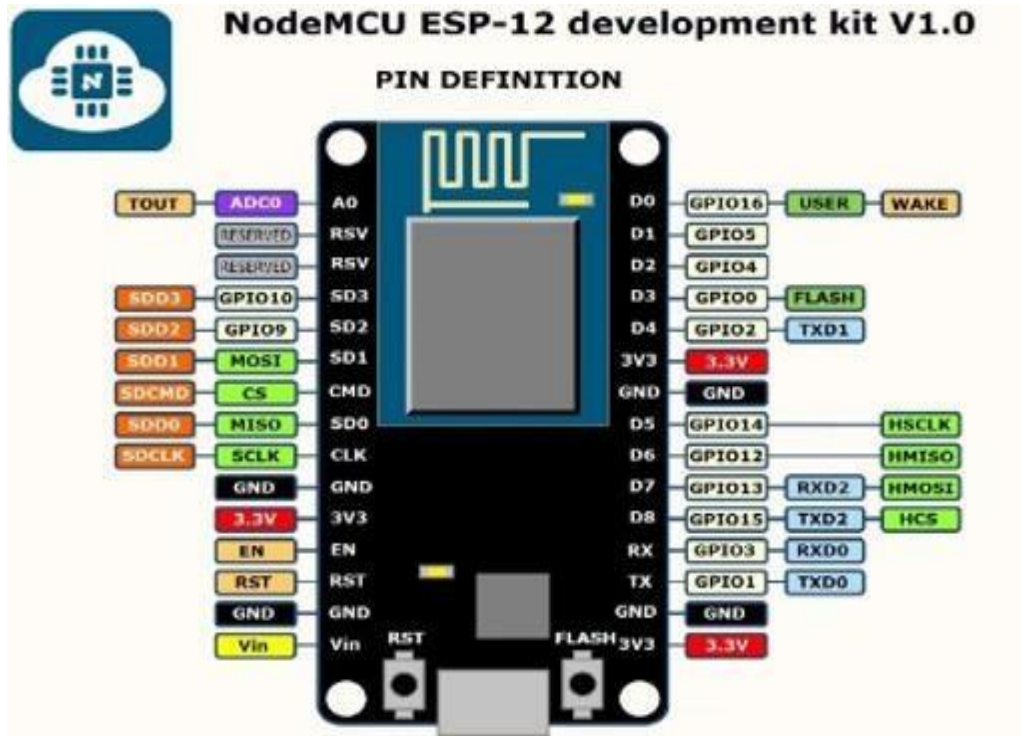 NodeMCU ESP-12 development kit V1.0
PIN DEFINITION
N
TOUT ADC0 A0 D0 GPIO16 USER WAKE
RESERVED RSV D1 GPIO5
RESERVED RSV D2 GPIO4
SDD3 GPIO10 SD3 D3 GPIO0 FLASH
SDD2 GPIO9 SD2 D4 GPIO2 TXD1
SDD1 MOSI SD1 3V3 3.3V
SDCMD CS CMD GND GND
SDD0 MISO SD0 D5 GPIO14 HSCLK
SDCLK SCLK CLK D6 GPIO12 HMISO
GND GND D7 GPIO13 RXD2 HMOSI
3.3V 3V3 D8 GPIO15 TXD2 HCS
EN EN RX GPIO3 RXD0
RST RST TX GPIO1 TXD0
GND GND GND GND
Vin Vin RST FLASH 3V3 3.3V